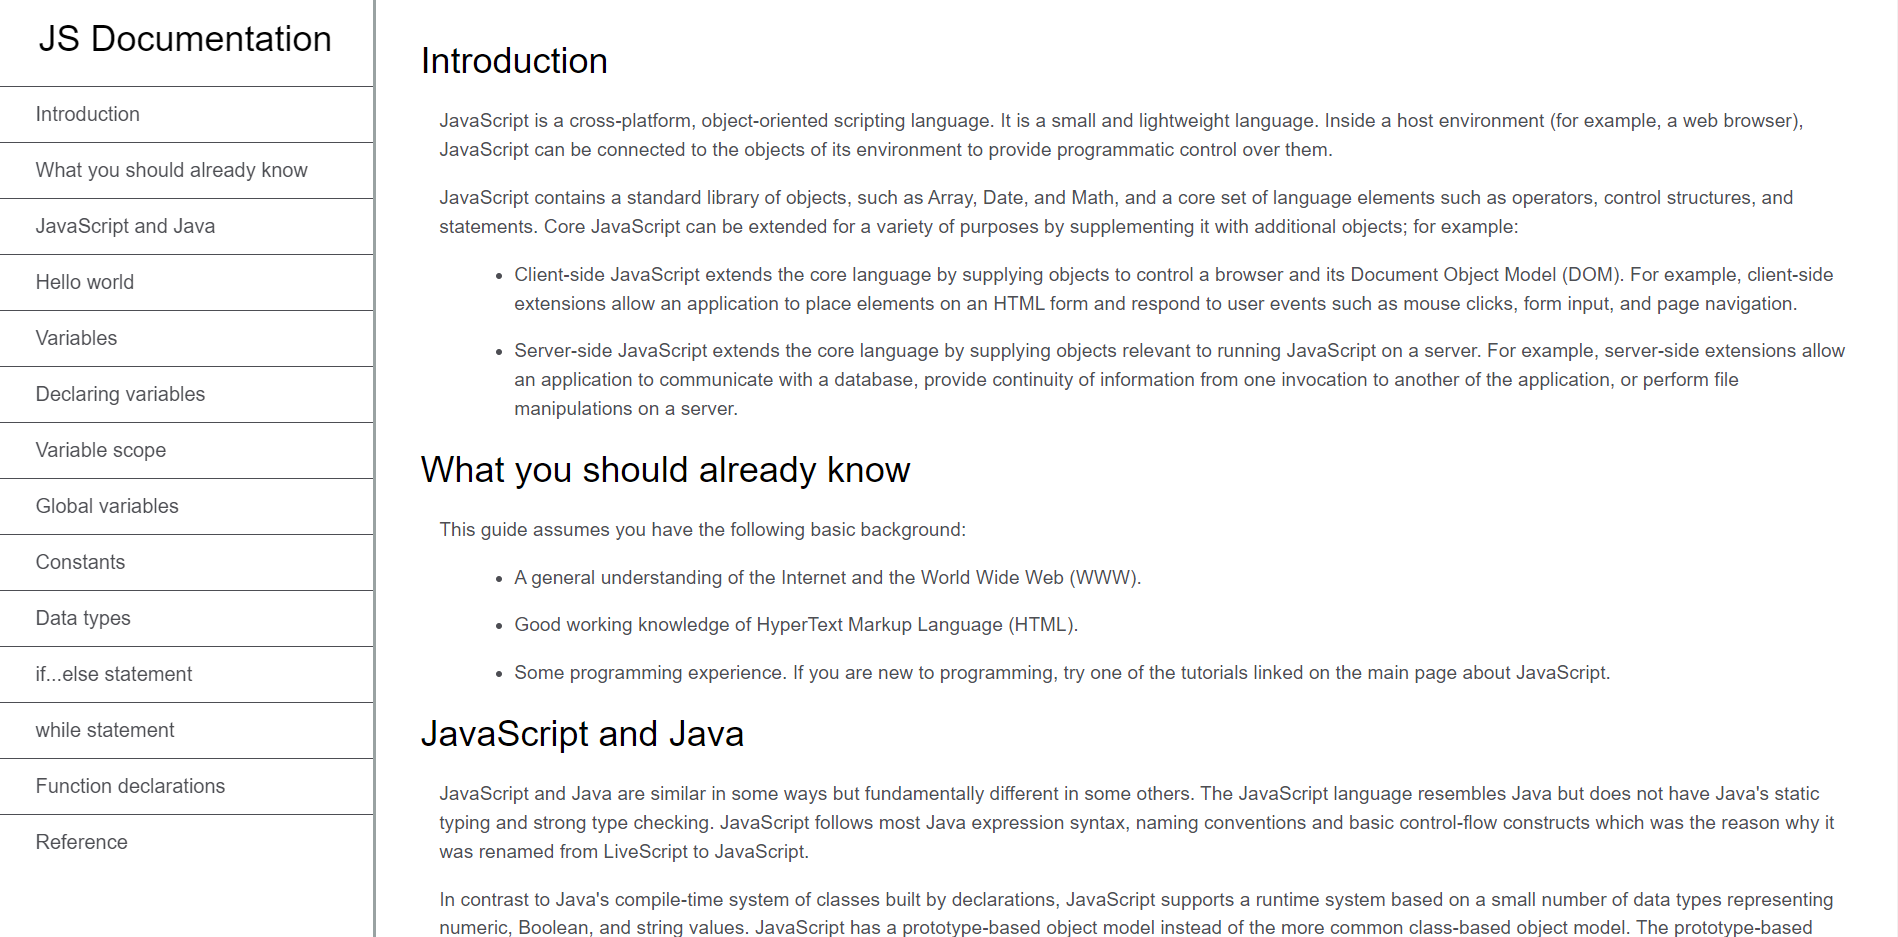 JS Documentation
Introduction
What you should already know
JavaScript and Java
Hello world
Variables
Declaring variables
Variable scope
Global variables
Constants
Data types
if...else statement
while statement
Function declarations
Reference
Introduction
JavaScript is a cross-platform, object-oriented scripting language. It is a small and lightweight language. Inside a host environment (for example, a web browser),
JavaScript can be connected to the objects of its environment to provide programmatic control over them.
JavaScript contains a standard library of objects, such as Array, Date, and Math, and a core set of language elements such as operators, control structures, and
statements. Core JavaScript can be extended for a variety of purposes by supplementing it with additional objects; for example:
• Client-side JavaScript extends the core language by supplying objects to control a browser and its Document Object Model (DOM). For example, client-side
extensions allow an application to place elements on an HTML form and respond to user events such as mouse clicks, form input, and page navigation.
• Server-side JavaScript extends the core language by supplying objects relevant to running JavaScript on a server. For example, server-side extensions allow
an application to communicate with a database, provide continuity of information from one invocation to another of the application, or perform file
manipulations on a server.
What you should already know
This guide assumes you have the following basic background:
• A general understanding of the Internet and the World Wide Web (WWW).
• Good working knowledge of HyperText Markup Language (HTML).
• Some programming experience. If you are new to programming, try one of the tutorials linked on the main page about JavaScript.
JavaScript and Java
JavaScript and Java are similar in some ways but fundamentally different in some others. The JavaScript language resembles Java but does not have Java's static
typing and strong type checking. JavaScript follows most Java expression syntax, naming conventions and basic control-flow constructs which was the reason why it
was renamed from LiveScript to JavaScript.
In contrast to Java's compile-time system of classes built by declarations, JavaScript supports a runtime system based on a small number of data types representing
numeric, Boolean, and string values. JavaScript has a prototype-based object model instead of the more common class-based object model. The prototype-based